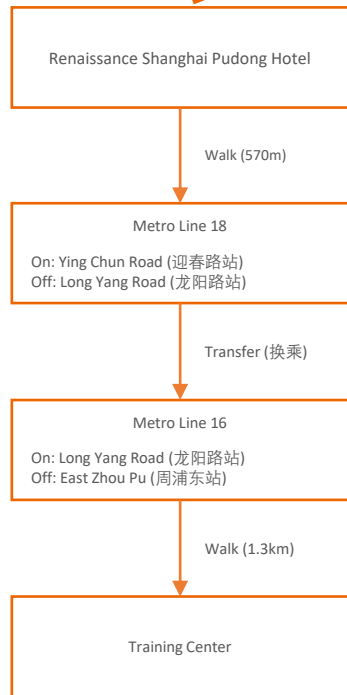 Renaissance Shanghai Pudong Hotel
Walk (570m)
Metro Line 18
On: Ying Chun Road (迎春路站)
Off: Long Yang Road (龙阳路站)
Transfer (换乘)
Metro Line 16
On: Long Yang Road (龙阳路站)
Off: East Zhou Pu (周浦东站)
Walk (1.3km)
Training Center